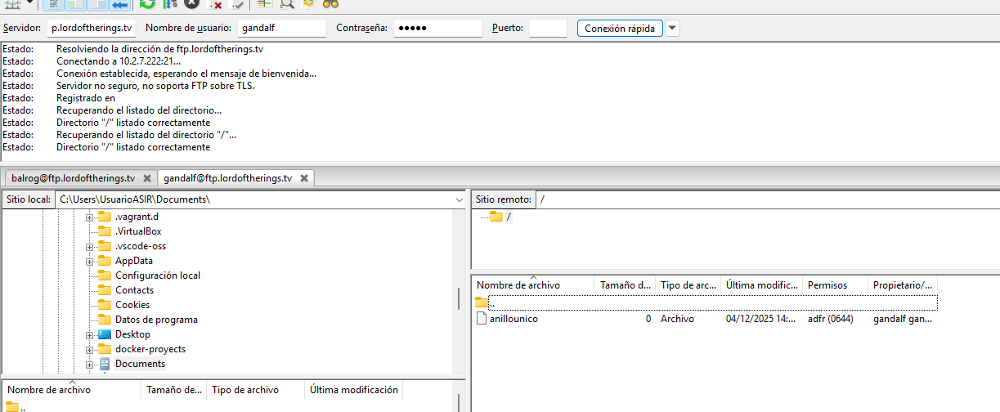 Servidor: p.lordoftherings.tv Nombre de usuario: gandalf Contraseña: ●●●●● Puerto: Conexión rápida
Estado: Resolviendo la dirección de ftp.lordoftherings.tv
Estado: Conectando a 10.2.7.222:21...
Estado: Conexión establecida, esperando el mensaje de bienvenida...
Estado: Servidor no seguro, no soporta FTP sobre TLS.
Estado: Registrado en
Estado: Recuperando el listado del directorio...
Estado: Directorio "/" listado correctamente
Estado: Recuperando el listado del directorio "/"...
Estado: Directorio "/" listado correctamente
balrog@ftp.lordoftherings.tv gandalf@ftp.lordoftherings.tv
Sitio local: C:\Users\UsuarioASIR\Documents\
.vagrant.d
.VirtualBox
.vscode-oss
AppData
Configuración local
Contacts
Cookies
Datos de programa
Desktop
docker-proyects
Documents
Nombre de archivo Tamaño de... Tipo de archivo Última modificación
..
Sitio remoto: /
/
Nombre de archivo Tamaño d... Tipo de arc... Última modific... Permisos Propietario/...
..
anillounico 0 Archivo 04/12/2025 14:... adfr (0644) gandalf gan...